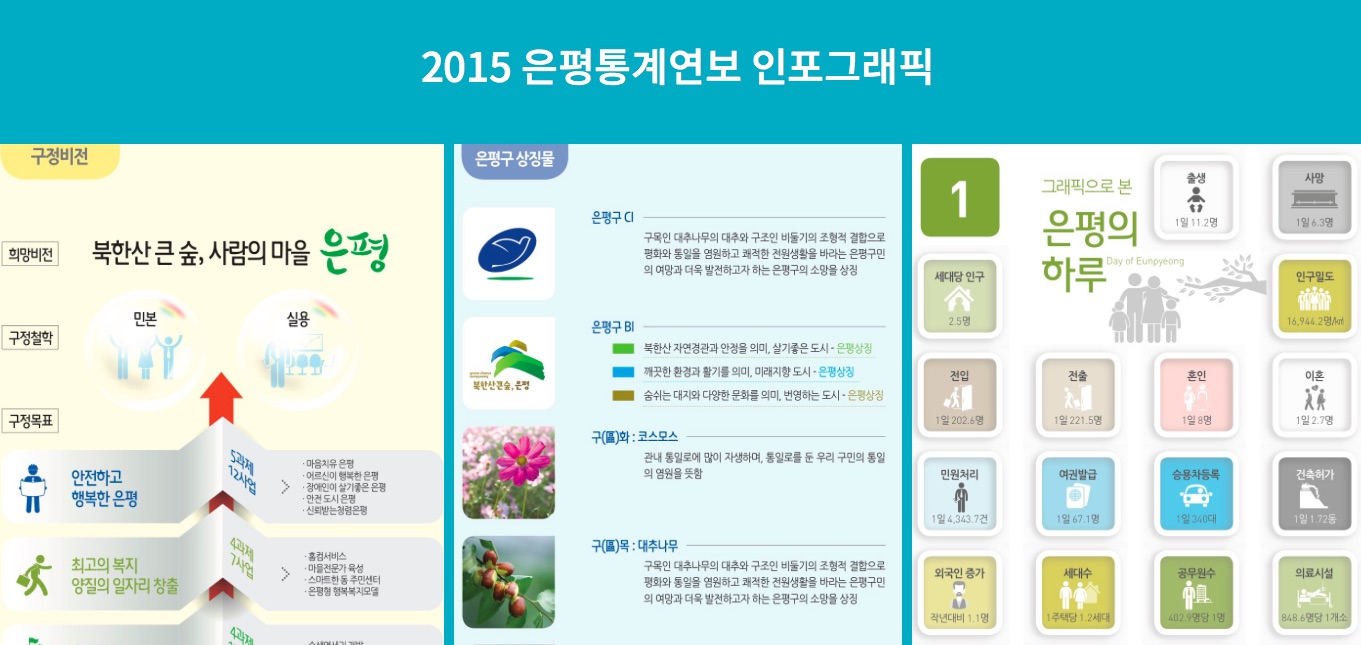 2015 은평통계연보 인포그래픽
구정비전
희망비전
북한산 큰 숲, 사람의 마을 은평
구정철학
민본
실용
구정목표
안전하고
행복한 은평
5과제
12사업
· 마음치유 은평
· 어르신이 행복한 은평
· 장애인이 살기좋은 은평
· 안전 도시 은평
· 신뢰받는청렴은평
최고의 복지
양질의 일자리 창출
4과제
7사업
· 홈컴서비스
· 마을전문가 육성
· 스마트한 동 주민센터
· 은평형 행복복지모델
4과제
은평구 상징물
은평구 CI
구목인 대추나무의 대추와 구조인 비둘기의 조형적 결합으로
평화와 통일을 염원하고 쾌적한 전원생활을 바라는 은평구민
의 여망과 더욱 발전하고자 하는 은평구의 소망을 상징
북한산큰숲, 은평
은평구 BI
북한산 자연경관과 안정을 의미, 살기좋은 도시 - 은평상징
깨끗한 환경과 활기를 의미, 미래지향 도시 - 은평상징
숨쉬는 대지와 다양한 문화를 의미, 번영하는 도시 - 은평상징
구(區)화 : 코스모스
관내 통일로에 많이 자생하며, 통일로를 둔 우리 구민의 통일
의 염원을 뜻함
구(區)목 : 대추나무
구목인 대추나무의 대추와 구조인 비둘기의 조형적 결합으로
평화와 통일을 염원하고 쾌적한 전원생활을 바라는 은평구민
의 여망과 더욱 발전하고자 하는 은평구의 소망을 상징
1
그래픽으로 본
은평의
하루
Day of Eunpyeong
출생
1일 11.2명
사망
1일 6.3명
세대당 인구
2.5명
인구밀도
16,944.2명/㎢
전입
1일 202.6명
전출
1일 221.5명
혼인
1일 8명
이혼
1일 2.7명
민원처리
1일 4,343.7건
여권발급
1일 67.1명
승용차등록
1일 340대
건축허가
1일 1.72동
외국인 증가
작년대비 1.1명
세대수
1주택당 1.2세대
공무원수
402.9명당 1명
의료시설
848.6명당 1개소